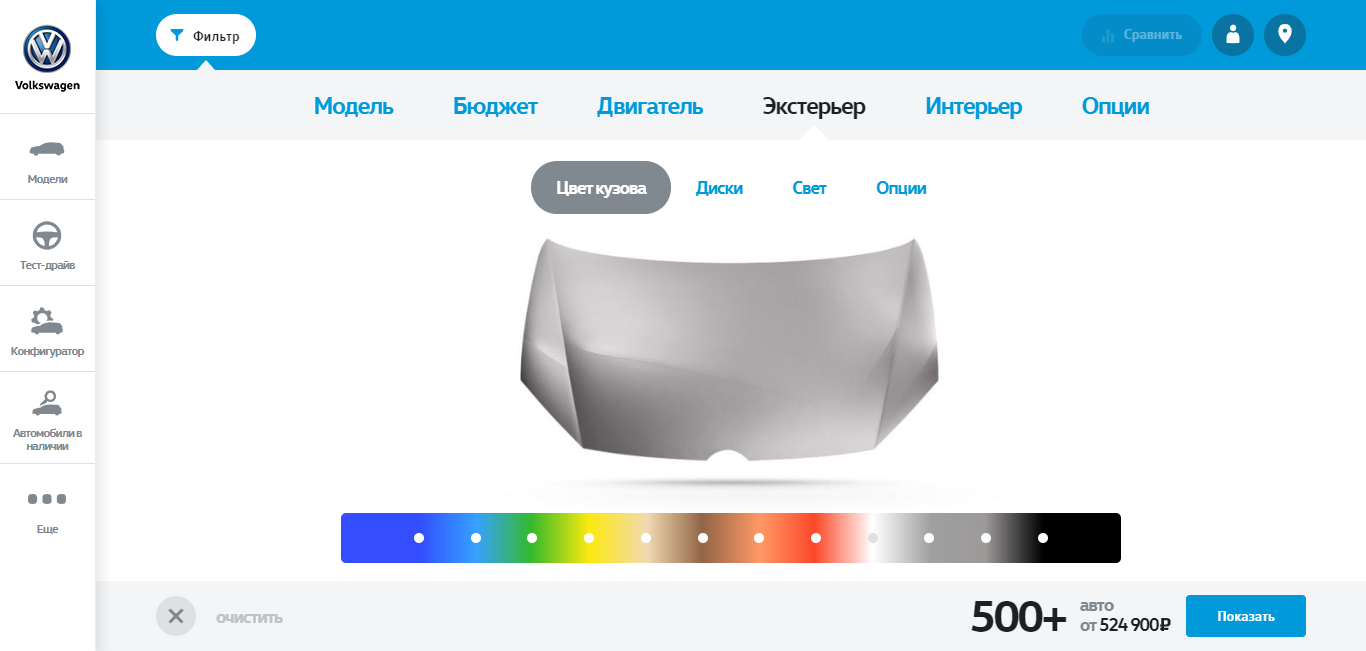 Volkswagen
Модели
Тест-драйв
Конфигуратор
Автомобили в
наличии
Еще
Фильтр
Сравнить
Модель Бюджет Двигатель Экстерьер Интерьер Опции
Цвет кузова Диски Свет Опции
ОЧИСТИТЬ
500+
авто
от 524 900₽
Показать